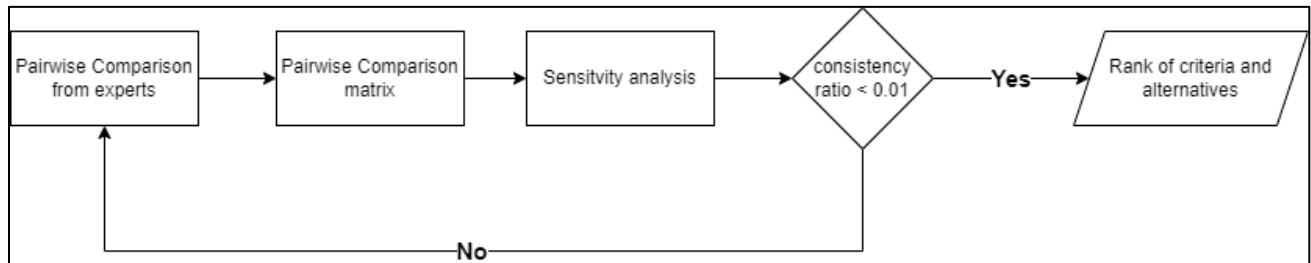 Pairwise Comparison
from experts
Pairwise Comparison
matrix
Sensitvity analysis
consistency
ratio < 0.01
Yes
Rank of criteria and
alternatives
No